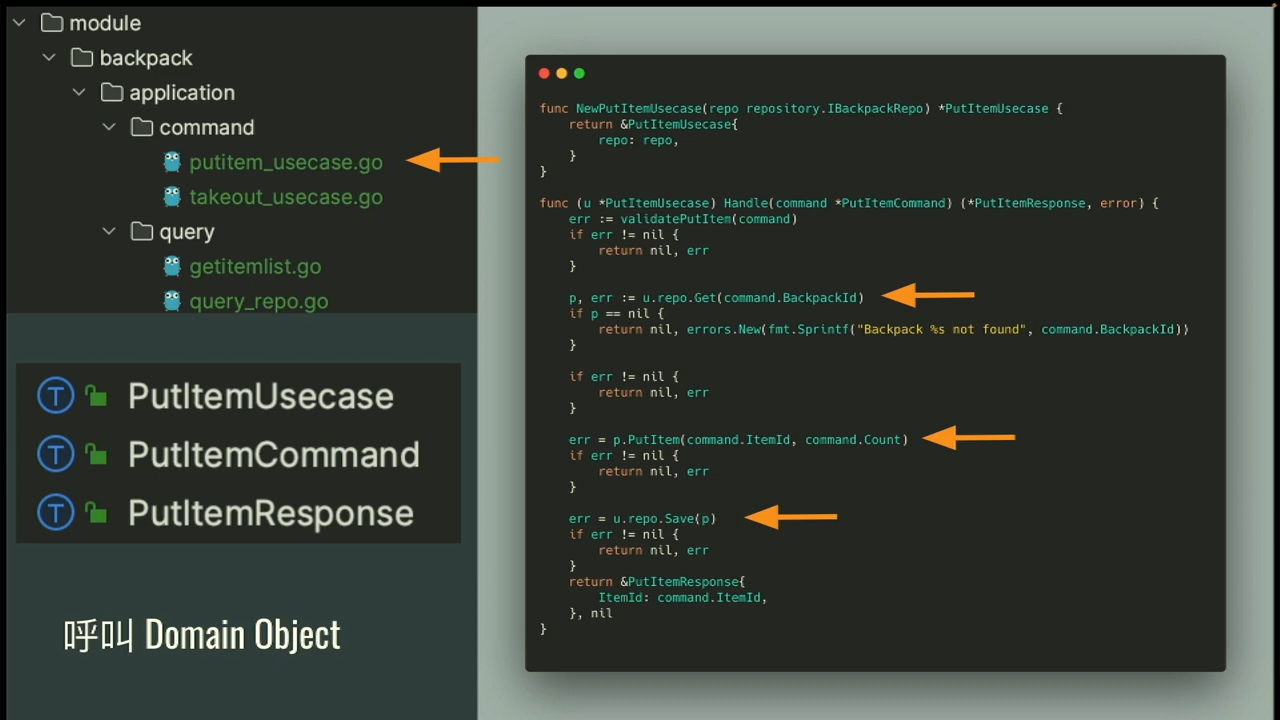 module
backpack
application
command
putitem_usecase.go
takeout_usecase.go
query
getitemlist.go
query_repo.go
PutItemUsecase
PutItemCommand
PutItemResponse
呼叫 Domain Object
func NewPutItemUsecase(repo repository.IBackpackRepo) *PutItemUsecase {
    return &PutItemUsecase{
        repo: repo,
    }
}
func (u *PutItemUsecase) Handle(command *PutItemCommand) (*PutItemResponse, error) {
    err := validatePutItem(command)
    if err != nil {
        return nil, err
    }
    p, err := u.repo.Get(command.BackpackId)
    if p == nil {
        return nil, errors.New(fmt.Sprintf("Backpack %s not found", command.BackpackId))
    }
    if err != nil {
        return nil, err
    }
    err = p.PutItem(command.ItemId, command.Count)
    if err != nil {
        return nil, err
    }
    err = u.repo.Save(p)
    if err != nil {
        return nil, err
    }
    return &PutItemResponse{
        ItemId: command.ItemId,
    }, nil
}